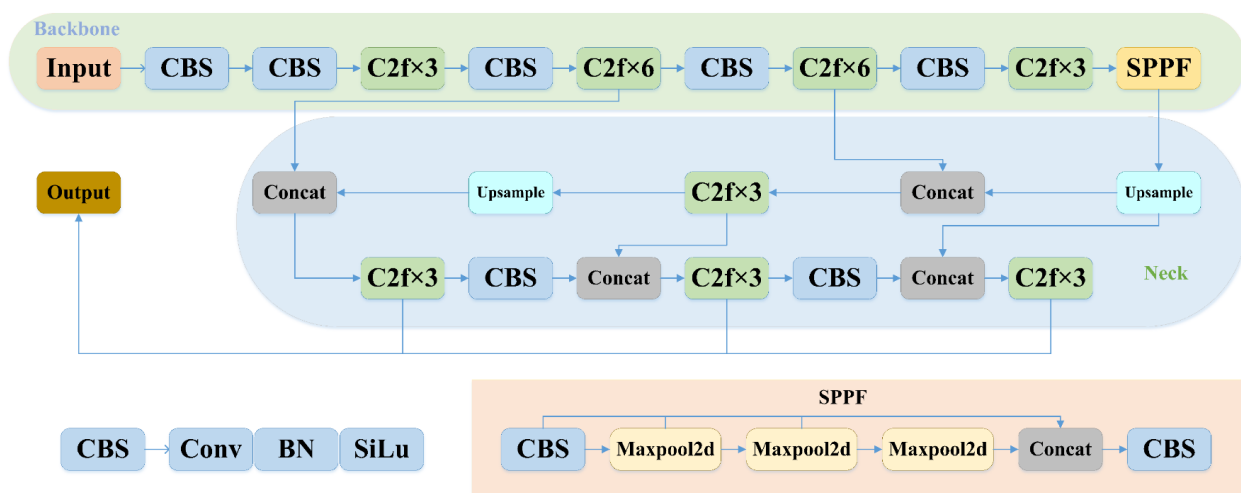 Backbone
Input CBS CBS C2f×3 CBS C2f×6 CBS C2f×6 CBS C2f×3 SPPF
Output Concat Upsample C2f×3 Concat Upsample
C2f×3 CBS Concat C2f×3 CBS Concat C2f×3 Neck
SPPF
CBS Conv BN SiLu CBS Maxpool2d Maxpool2d Maxpool2d Concat CBS